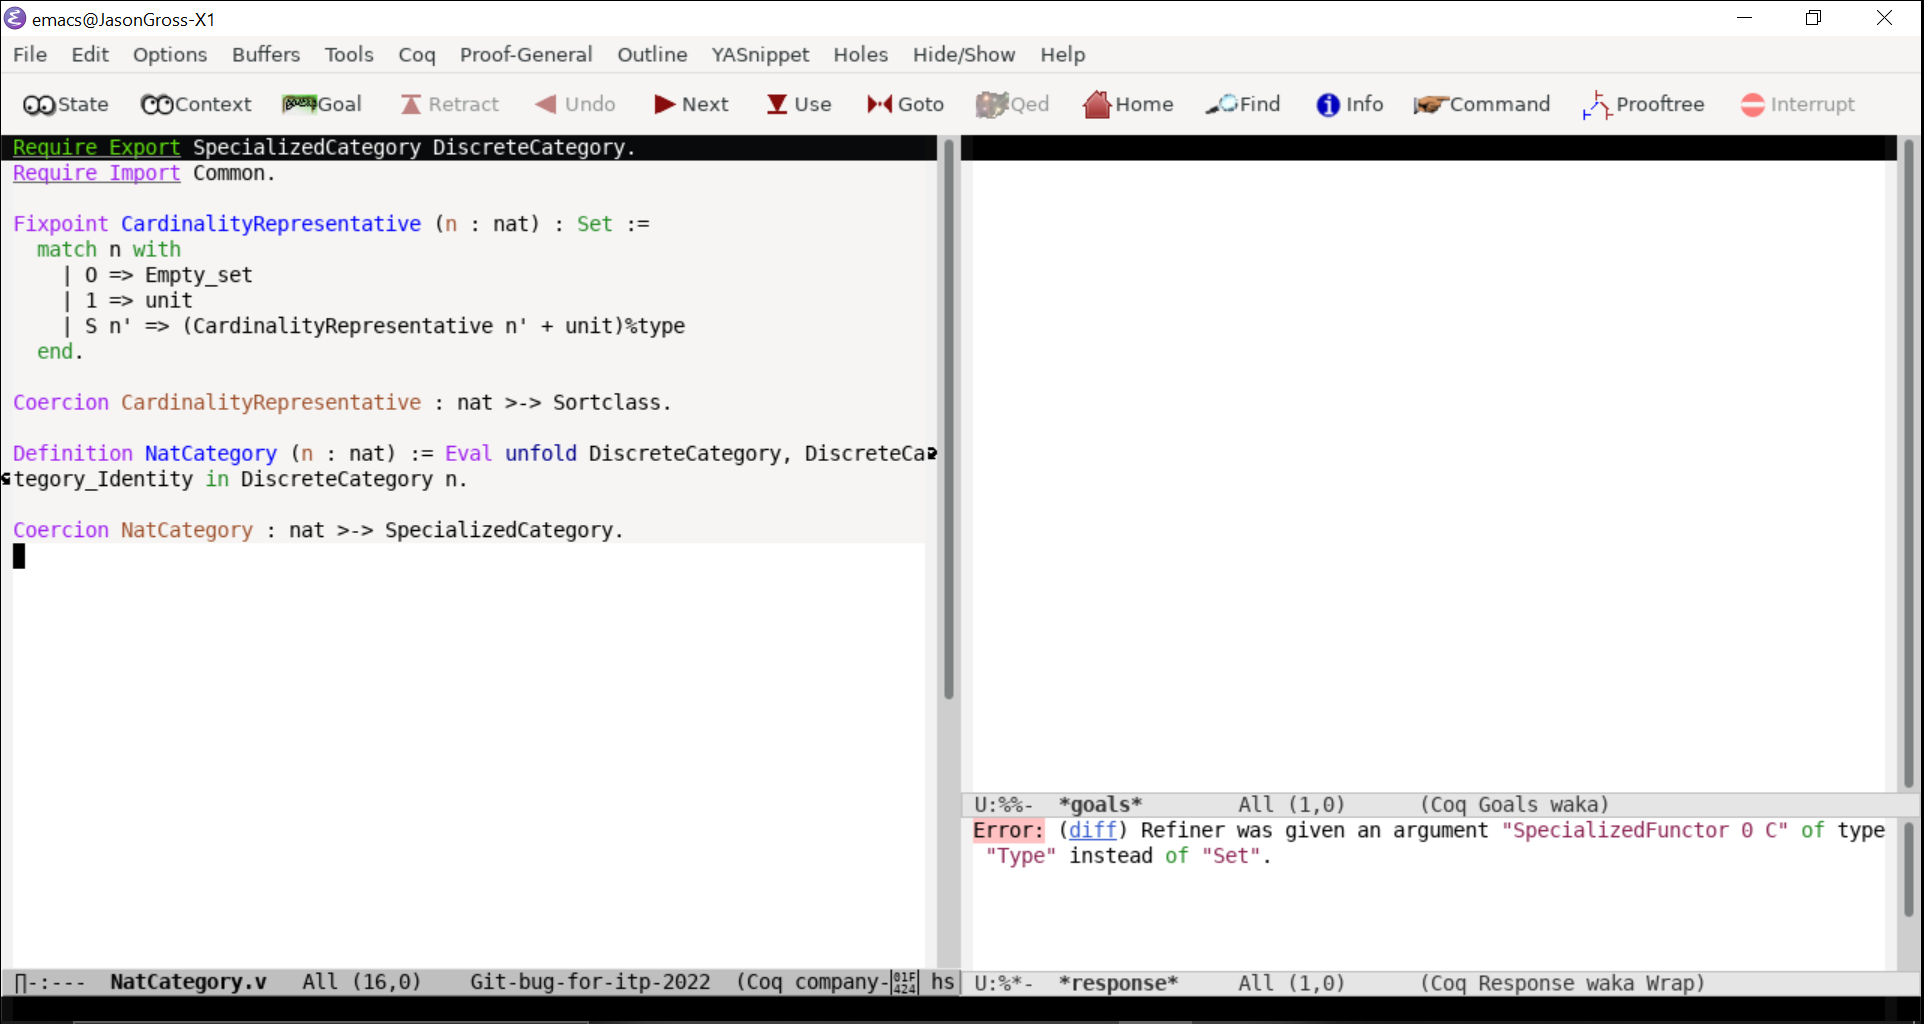 emacs@JasonGross-X1
File Edit Options Buffers Tools Coq Proof-General Outline YASnippet Holes Hide/Show Help
State Context Goal Retract Undo Next Use Goto Qed Home Find Info Command Prooftree Interrupt
Require Export SpecializedCategory DiscreteCategory.
Require Import Common.
Fixpoint CardinalityRepresentative (n : nat) : Set :=
match n with
| O => Empty_set
| 1 => unit
| S n' => (CardinalityRepresentative n' + unit)%type
end.
Coercion CardinalityRepresentative : nat >-> Sortclass.
Definition NatCategory (n : nat) := Eval unfold DiscreteCategory, DiscreteCa
tegory_Identity in DiscreteCategory n.
Coercion NatCategory : nat >-> SpecializedCategory.
∏-:--- NatCategory.v All (16,0) Git-bug-for-itp-2022 (Coq company-01F424 hs
U:%%- *goals* All (1,0) (Coq Goals waka)
Error: (diff) Refiner was given an argument "SpecializedFunctor 0 C" of type
"Type" instead of "Set".
U:%*- *response* All (1,0) (Coq Response waka Wrap)